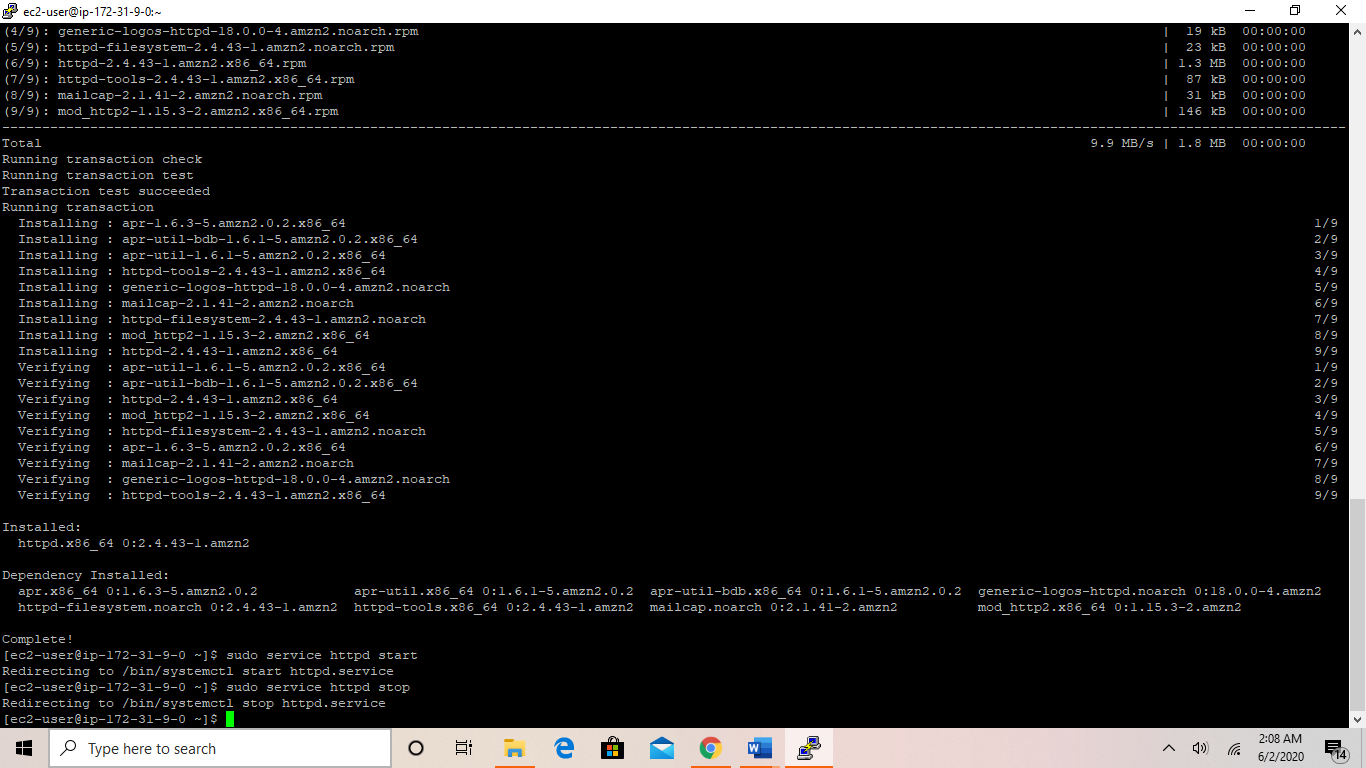 ec2-user@ip-172-31-9-0:~
(4/9): generic-logos-httpd-18.0.0-4.amzn2.noarch.rpm | 19 kB 00:00:00
(5/9): httpd-filesystem-2.4.43-1.amzn2.noarch.rpm | 23 kB 00:00:00
(6/9): httpd-2.4.43-1.amzn2.x86_64.rpm | 1.3 MB 00:00:00
(7/9): httpd-tools-2.4.43-1.amzn2.x86_64.rpm | 87 kB 00:00:00
(8/9): mailcap-2.1.41-2.amzn2.noarch.rpm | 31 kB 00:00:00
(9/9): mod_http2-1.15.3-2.amzn2.x86_64.rpm | 146 kB 00:00:00
--------------------------------------------------------------------------------
Total 9.9 MB/s | 1.8 MB 00:00:00
Running transaction check
Running transaction test
Transaction test succeeded
Running transaction
Installing : apr-1.6.3-5.amzn2.0.2.x86_64 1/9
Installing : apr-util-bdb-1.6.1-5.amzn2.0.2.x86_64 2/9
Installing : apr-util-1.6.1-5.amzn2.0.2.x86_64 3/9
Installing : httpd-tools-2.4.43-1.amzn2.x86_64 4/9
Installing : generic-logos-httpd-18.0.0-4.amzn2.noarch 5/9
Installing : mailcap-2.1.41-2.amzn2.noarch 6/9
Installing : httpd-filesystem-2.4.43-1.amzn2.noarch 7/9
Installing : mod_http2-1.15.3-2.amzn2.x86_64 8/9
Installing : httpd-2.4.43-1.amzn2.x86_64 9/9
Verifying : apr-util-1.6.1-5.amzn2.0.2.x86_64 1/9
Verifying : apr-util-bdb-1.6.1-5.amzn2.0.2.x86_64 2/9
Verifying : httpd-2.4.43-1.amzn2.x86_64 3/9
Verifying : mod_http2-1.15.3-2.amzn2.x86_64 4/9
Verifying : httpd-filesystem-2.4.43-1.amzn2.noarch 5/9
Verifying : apr-1.6.3-5.amzn2.0.2.x86_64 6/9
Verifying : mailcap-2.1.41-2.amzn2.noarch 7/9
Verifying : generic-logos-httpd-18.0.0-4.amzn2.noarch 8/9
Verifying : httpd-tools-2.4.43-1.amzn2.x86_64 9/9
Installed:
httpd.x86_64 0:2.4.43-1.amzn2
Dependency Installed:
apr.x86_64 0:1.6.3-5.amzn2.0.2 apr-util.x86_64 0:1.6.1-5.amzn2.0.2 apr-util-bdb.x86_64 0:1.6.1-5.amzn2.0.2 generic-logos-httpd.noarch 0:18.0.0-4.amzn2
httpd-filesystem.noarch 0:2.4.43-1.amzn2 httpd-tools.x86_64 0:2.4.43-1.amzn2 mailcap.noarch 0:2.1.41-2.amzn2 mod_http2.x86_64 0:1.15.3-2.amzn2
Complete!
[ec2-user@ip-172-31-9-0 ~]$ sudo service httpd start
Redirecting to /bin/systemctl start httpd.service
[ec2-user@ip-172-31-9-0 ~]$ sudo service httpd stop
Redirecting to /bin/systemctl stop httpd.service
[ec2-user@ip-172-31-9-0 ~]$
Type here to search
2:08 AM
6/2/2020
14